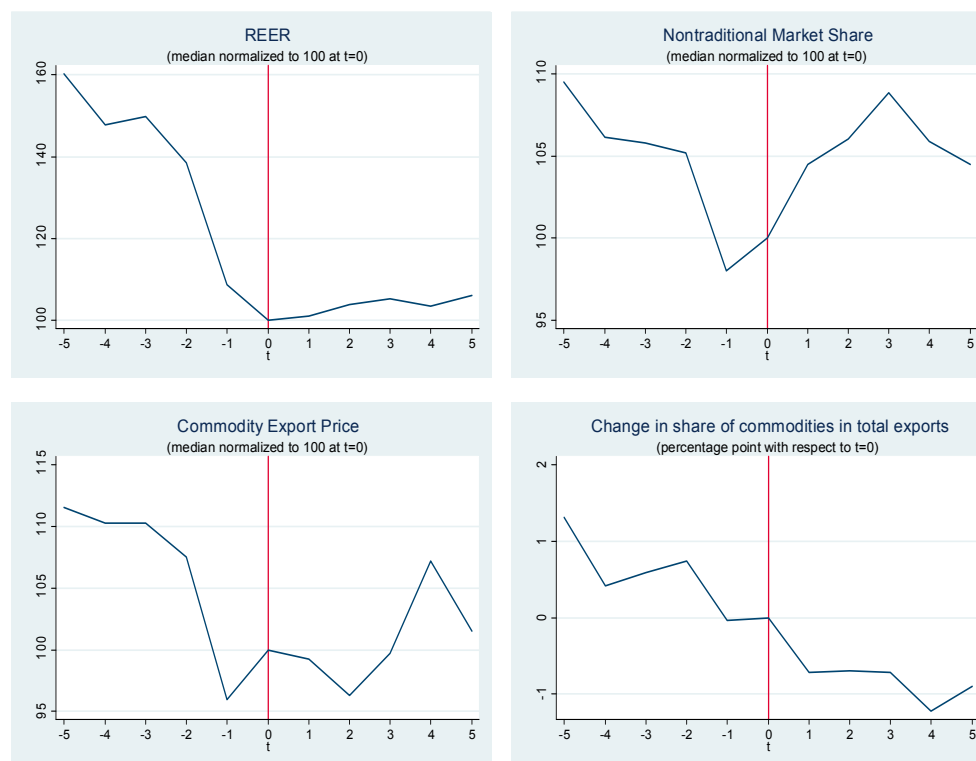 REER
(median normalized to 100 at t=0)
160
140
120
100
-5 -4 -3 -2 -1 0 1 2 3 4 5
t
Nontraditional Market Share
(median normalized to 100 at t=0)
110
105
100
95
-5 -4 -3 -2 -1 0 1 2 3 4 5
t
Commodity Export Price
(median normalized to 100 at t=0)
115
110
105
100
95
-5 -4 -3 -2 -1 0 1 2 3 4 5
t
Change in share of commodities in total exports
(percentage point with respect to t=0)
2
1
0
-1
-5 -4 -3 -2 -1 0 1 2 3 4 5
t